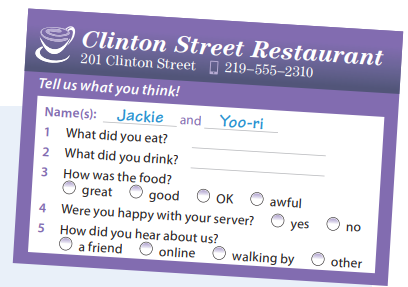 Clinton Street Restaurant
201 Clinton Street 219–555–2310
Tell us what you think!
Name(s): Jackie and Yoo-ri
1 What did you eat?
2 What did you drink?
3 How was the food?
great good OK awful
4 Were you happy with your server? yes no
5 How did you hear about us?
a friend online walking by other